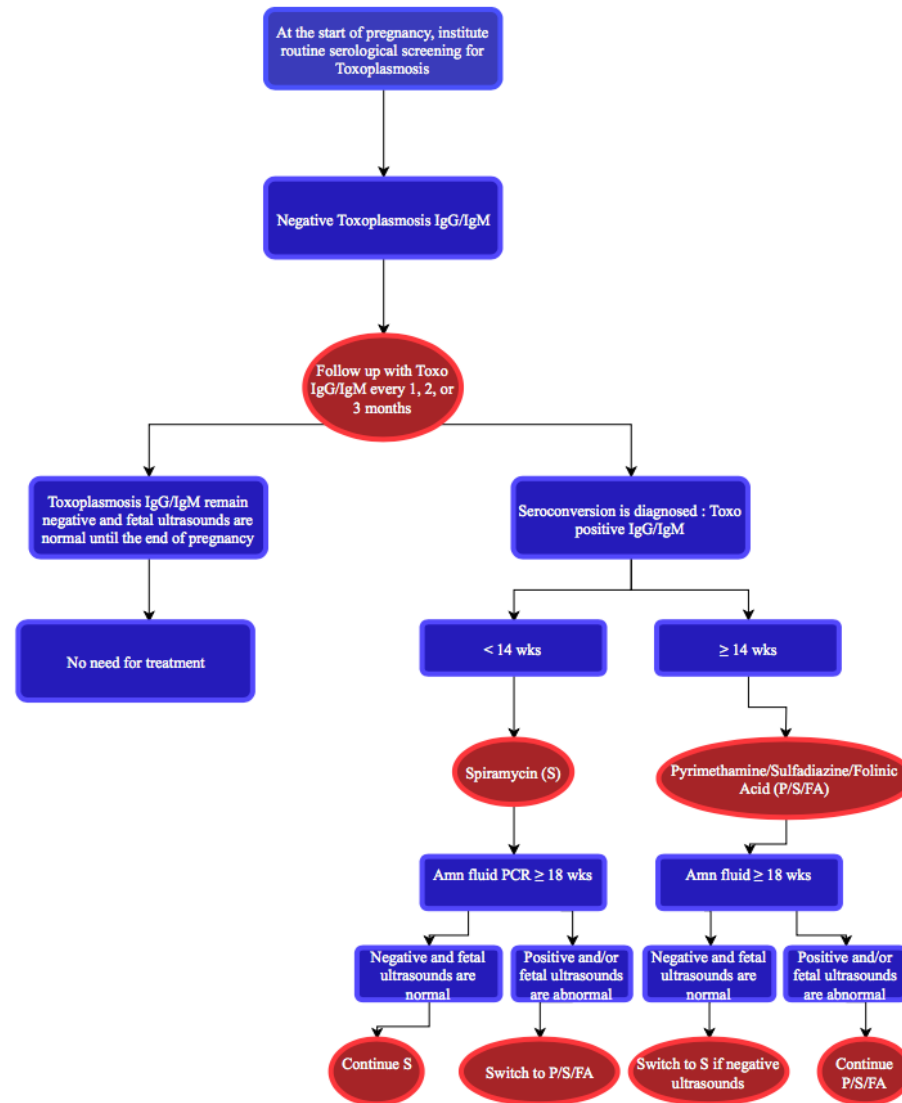 At the start of pregnancy, institute
routine serological screening for
Toxoplasmosis
Negative Toxoplasmosis IgG/IgM
Follow up with Toxo
IgG/IgM every 1, 2, or
3 months
Toxoplasmosis IgG/IgM remain
negative and fetal ultrasounds are
normal until the end of pregnancy
Seroconversion is diagnosed : Toxo
positive IgG/IgM
No need for treatment
< 14 wks
≥ 14 wks
Spiramycin (S)
Pyrimethamine/Sulfadiazine/Folinic
Acid (P/S/FA)
Amn fluid PCR ≥ 18 wks
Amn fluid ≥ 18 wks
Negative and fetal
ultrasounds are
normal
Positive and/or
fetal ultrasounds
are abnormal
Negative and fetal
ultrasounds are
normal
Positive and/or
fetal ultrasounds
are abnormal
Continue S
Switch to P/S/FA
Switch to S if negative
ultrasounds
Continue
P/S/FA